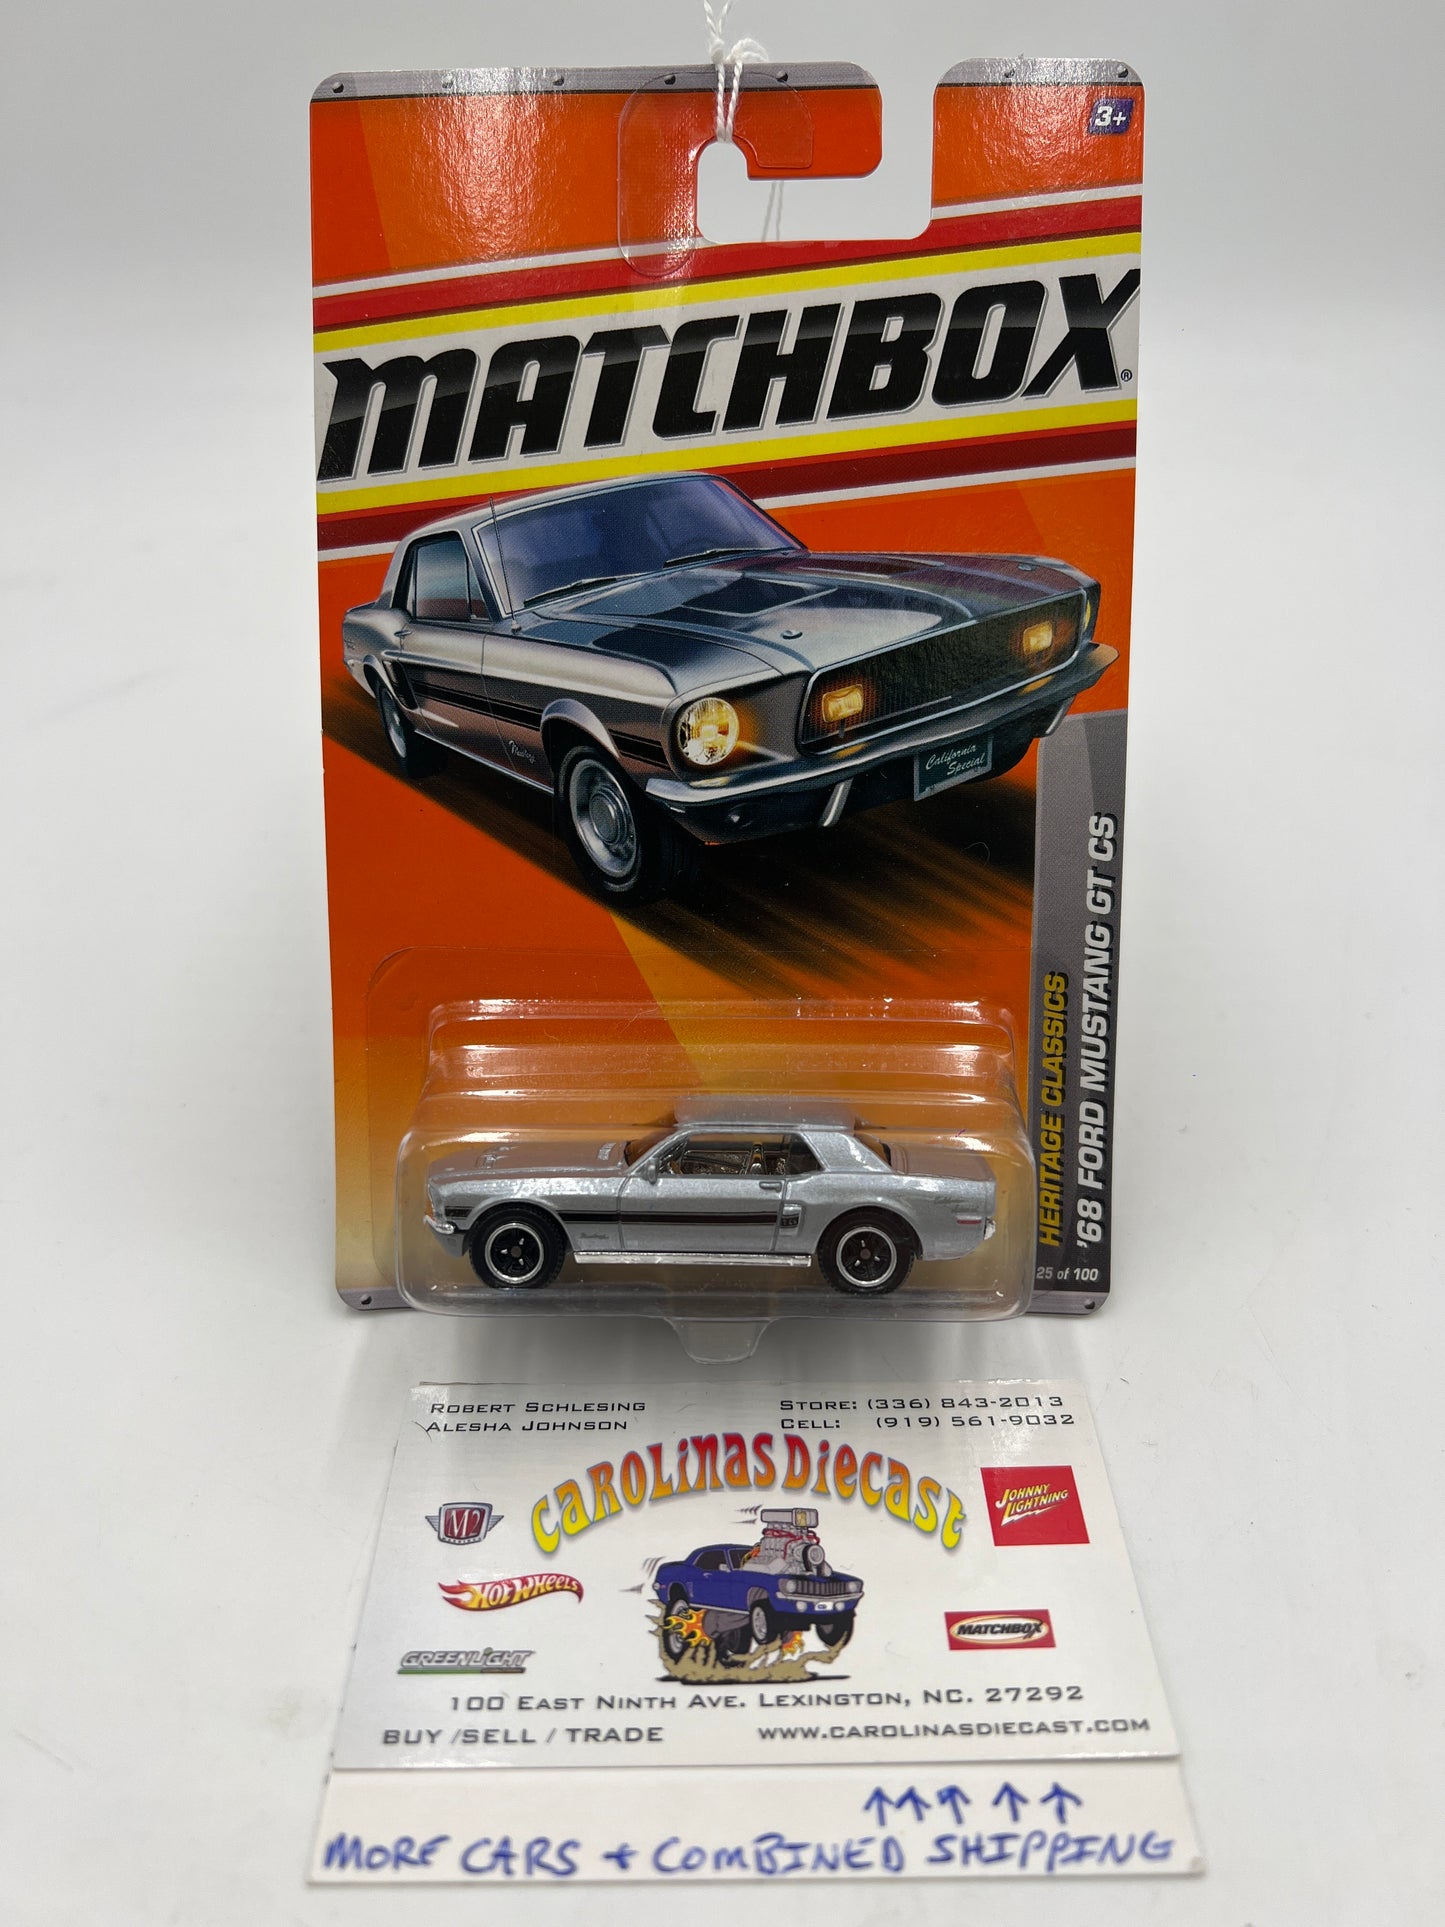 3+
MATCHBOX®
California
Special
HERITAGE CLASSICS
'68 FORD MUSTANG GT CS
25 of 100
ROBERT SCHLESING
ALESHA JOHNSON
STORE: (336) 843-2013
CELL: (919) 561-9032
CAROLINAS DIECAST
M2
JOHNNY
LIGHTNING
HOT WHEELS
MATCHBOX
GREENLIGHT
100 EAST NINTH AVE. LEXINGTON, NC. 27292
BUY /SELL / TRADE
WWW.CAROLINASDIECAST.COM
↑↑↑ ↑ ↑
MORE CARS + COMBINED SHIPPING